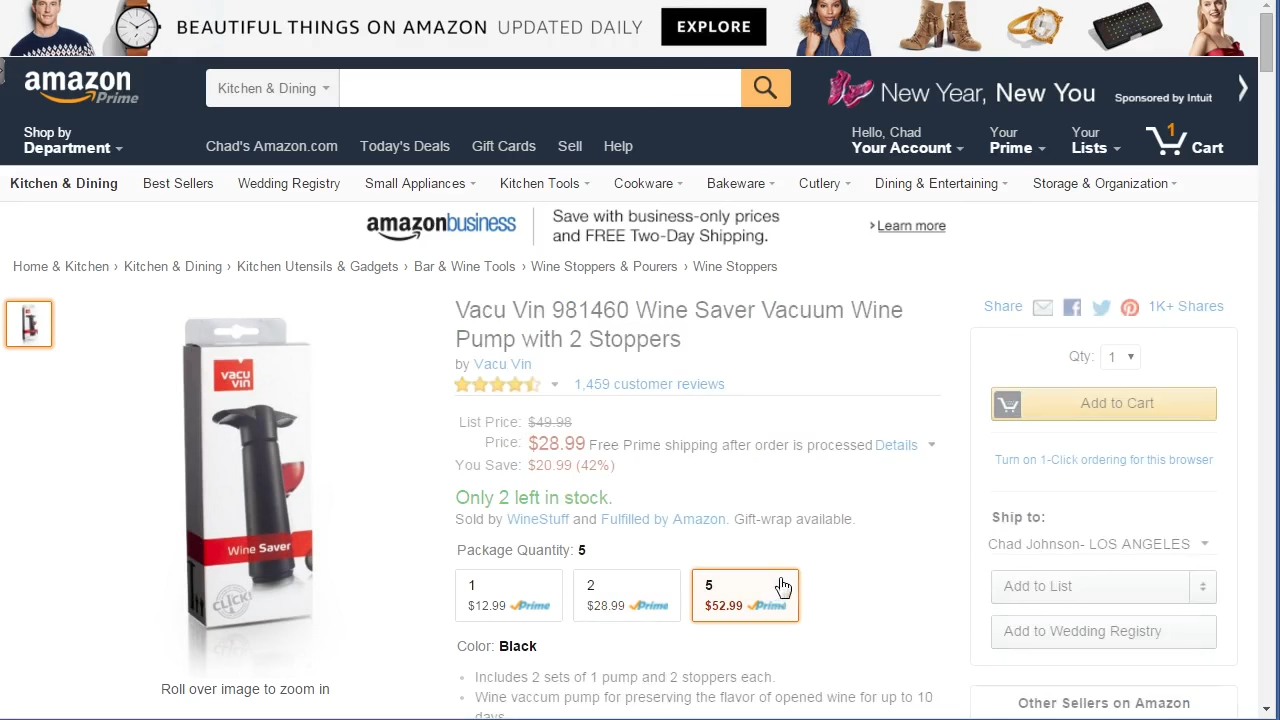 BEAUTIFUL THINGS ON AMAZON UPDATED DAILY EXPLORE
amazon Prime
Kitchen & Dining
New Year, New You Sponsored by Intuit
Shop by
Department
Chad's Amazon.com Today's Deals Gift Cards Sell Help
Hello, Chad
Your Account
Your
Prime
Your
Lists
1
Cart
Kitchen & Dining Best Sellers Wedding Registry Small Appliances Kitchen Tools Cookware Bakeware Cutlery Dining & Entertaining Storage & Organization
amazonbusiness
Save with business-only prices
and FREE Two-Day Shipping.
›Learn more
Home & Kitchen › Kitchen & Dining › Kitchen Utensils & Gadgets › Bar & Wine Tools › Wine Stoppers & Pourers › Wine Stoppers
vacu
vin
Wine Saver
CLICK!
Roll over image to zoom in
Vacu Vin 981460 Wine Saver Vacuum Wine
Pump with 2 Stoppers
by Vacu Vin
1,459 customer reviews
List Price: $49.98
Price: $28.99 Free Prime shipping after order is processed Details
You Save: $20.99 (42%)
Only 2 left in stock.
Sold by WineStuff and Fulfilled by Amazon. Gift-wrap available.
Package Quantity: 5
1
$12.99 Prime
2
$28.99 Prime
5
$52.99 Prime
Color: Black
• Includes 2 sets of 1 pump and 2 stoppers each.
• Wine vaccum pump for preserving the flavor of opened wine for up to 10
days
Share 1K+ Shares
Qty: 1
Add to Cart
Turn on 1-Click ordering for this browser
Ship to:
Chad Johnson- LOS ANGELES
Add to List
Add to Wedding Registry
Other Sellers on Amazon